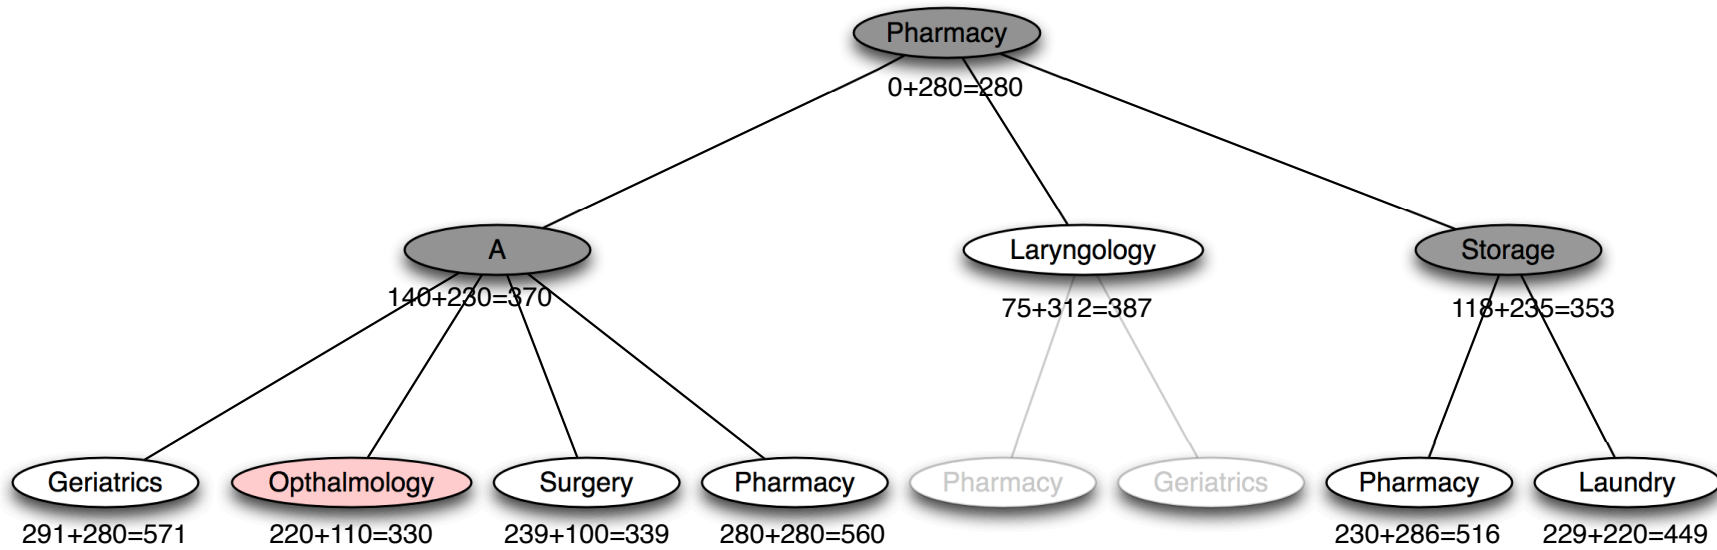 Pharmacy
0+280=280
A
Laryngology
Storage
140+230=370
75+312=387
118+235=353
Geriatrics
Opthalmology
Surgery
Pharmacy
Pharmacy
Geriatrics
Pharmacy
Laundry
291+280=571
220+110=330
239+100=339
280+280=560
230+286=516
229+220=449